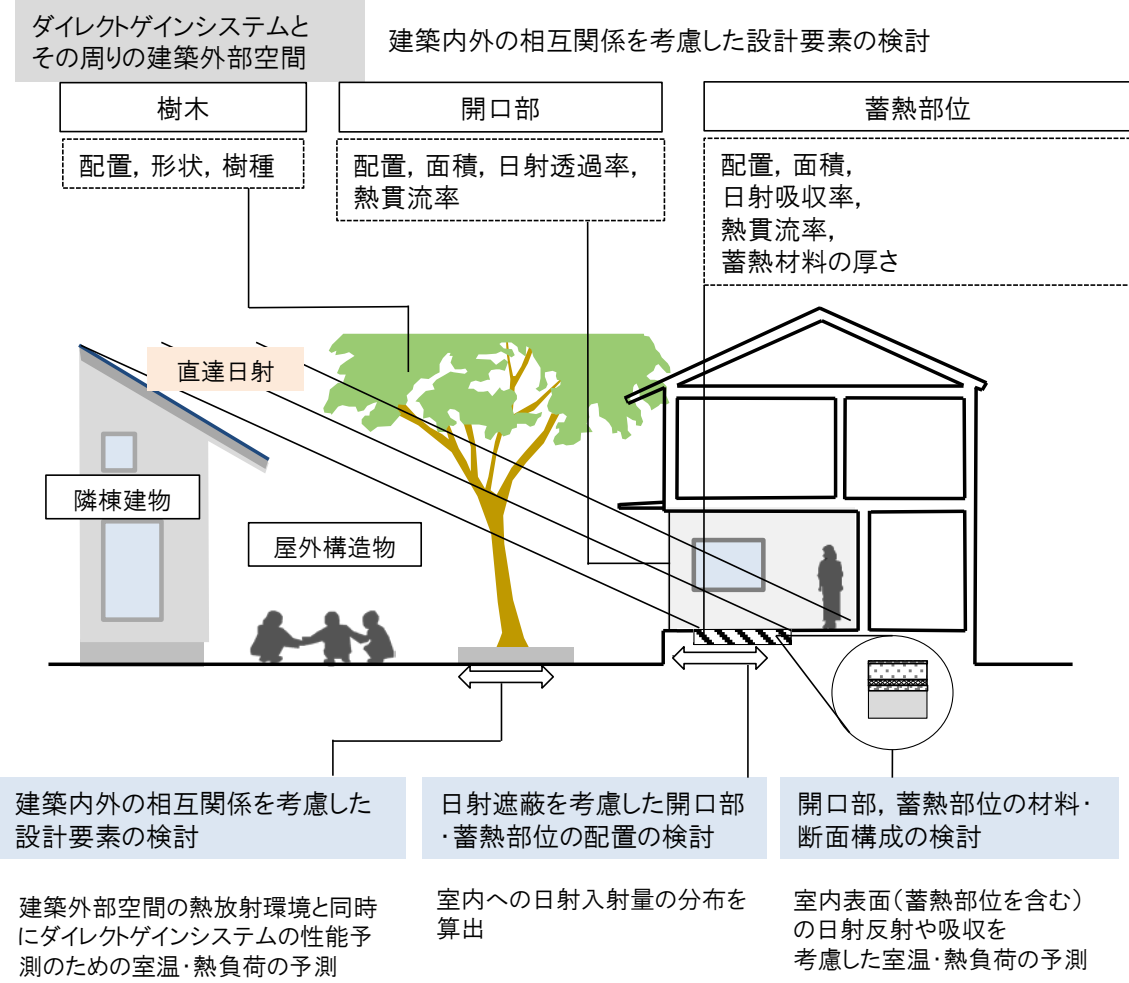 ダイレクトゲインシステムと
その周りの建築外部空間
建築内外の相互関係を考慮した設計要素の検討
樹木
開口部
蓄熱部位
配置, 形状, 樹種
配置, 面積, 日射透過率,
熱貫流率
配置, 面積,
日射吸収率,
熱貫流率,
蓄熱材料の厚さ
直達日射
隣棟建物
屋外構造物
建築内外の相互関係を考慮した
設計要素の検討
日射遮蔽を考慮した開口部
・蓄熱部位の配置の検討
開口部, 蓄熱部位の材料・
断面構成の検討
建築外部空間の熱放射環境と同時
にダイレクトゲインシステムの性能予
測のための室温・熱負荷の予測
室内への日射入射量の分布を
算出
室内表面（蓄熱部位を含む）
の日射反射や吸収を
考慮した室温・熱負荷の予測